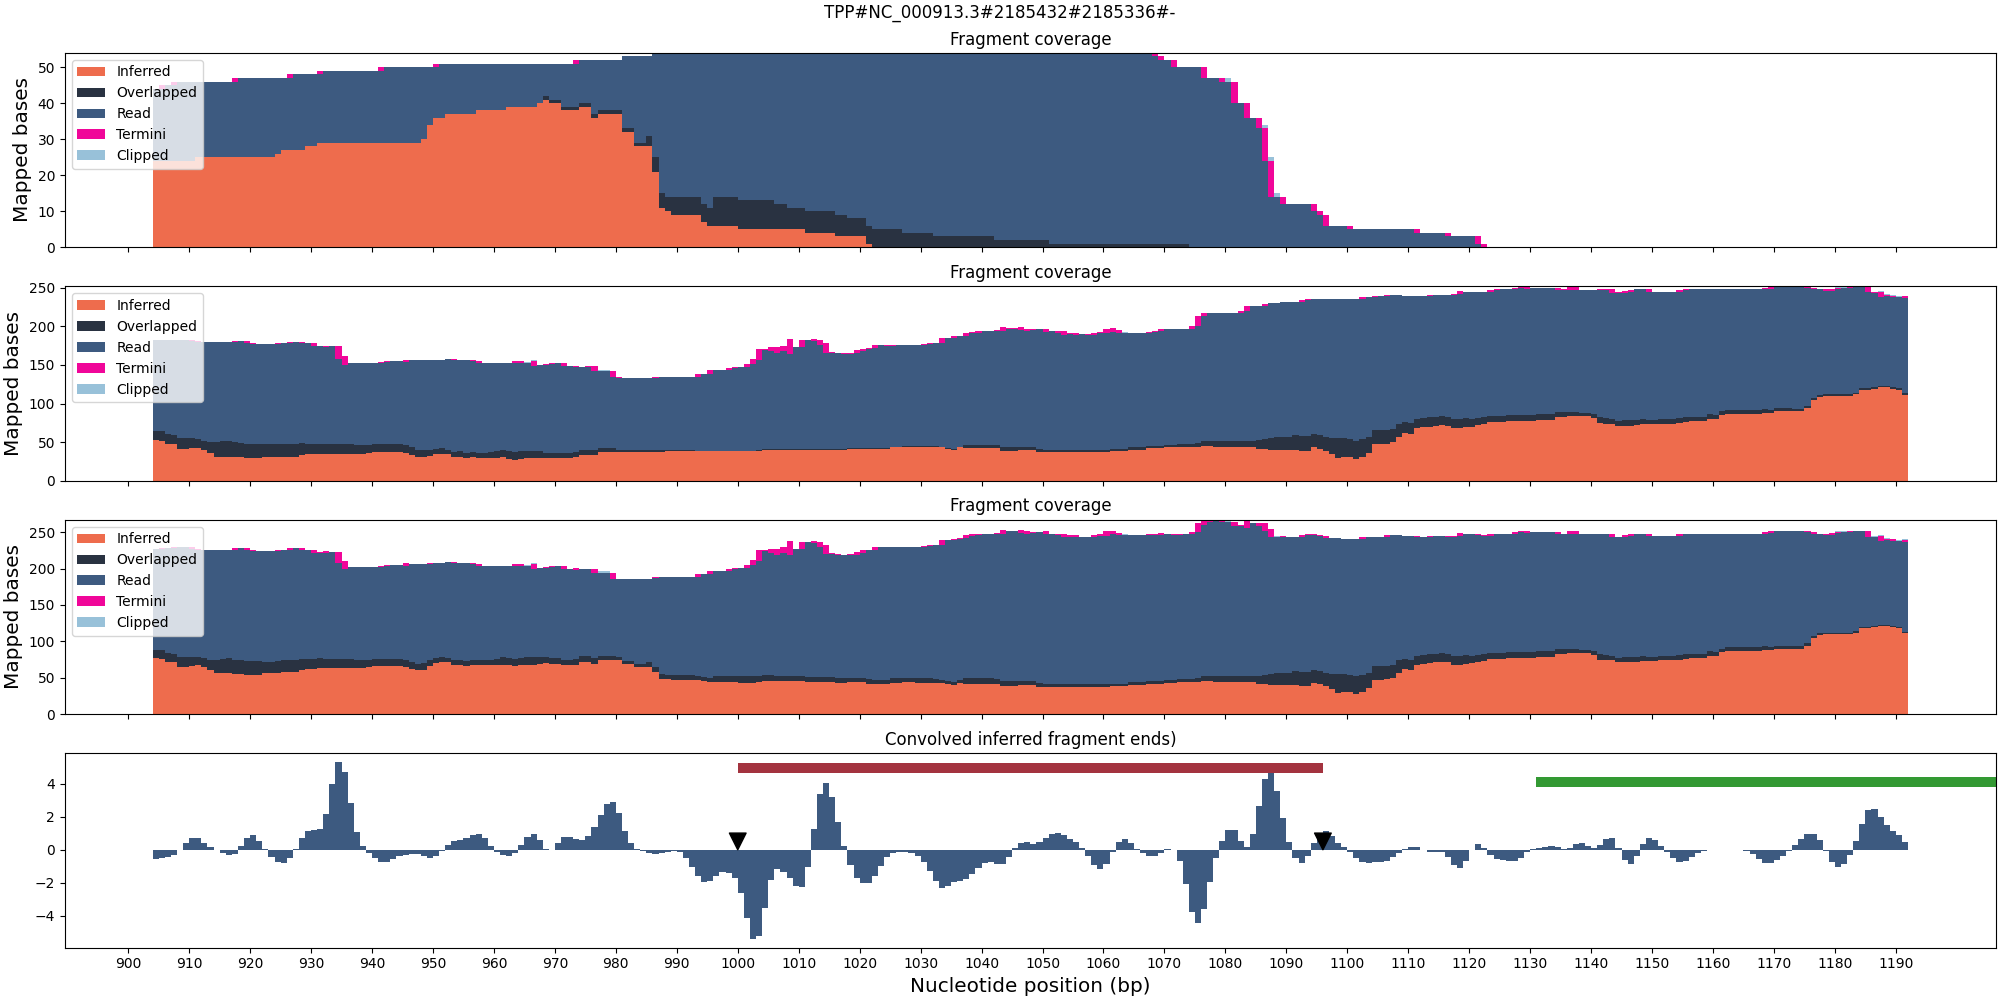 TPP#NC_000913.3#2185432#2185336#-
Fragment coverage
Mapped bases
50
40
30
20
10
0
Inferred
Overlapped
Read
Termini
Clipped
Fragment coverage
Mapped bases
250
200
150
100
50
0
Inferred
Overlapped
Read
Termini
Clipped
Fragment coverage
Mapped bases
250
200
150
100
50
0
Inferred
Overlapped
Read
Termini
Clipped
Convolved inferred fragment ends)
4
2
0
−2
−4
900 910 920 930 940 950 960 970 980 990 1000 1010 1020 1030 1040 1050 1060 1070 1080 1090 1100 1110 1120 1130 1140 1150 1160 1170 1180 1190
Nucleotide position (bp)